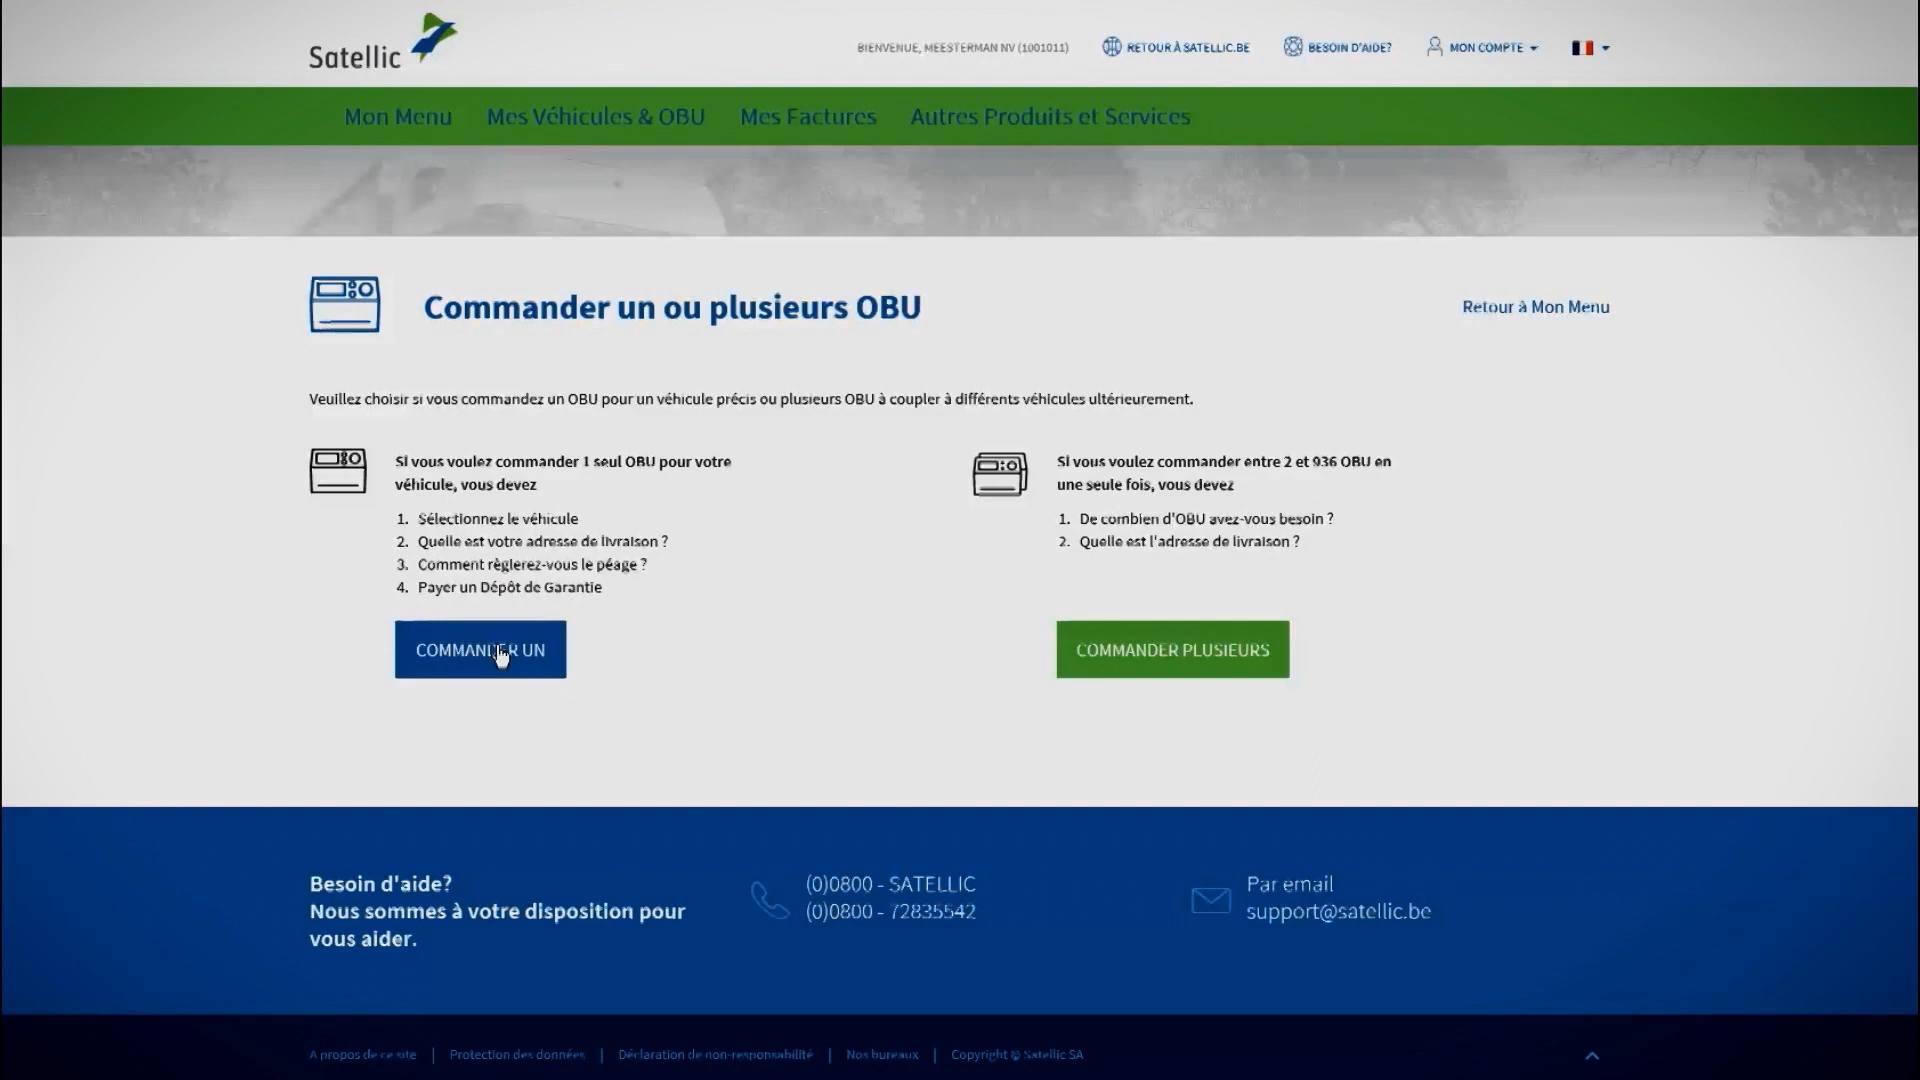 Satellic
BIENVENUE, MEESTERMAN NV (1001011)
RETOUR À SATELLIC.BE
BESOIN D'AIDE?
MON COMPTE
Mon Menu
Mes Véhicules & OBU
Mes Factures
Autres Produits et Services
Commander un ou plusieurs OBU
Retour à Mon Menu
Veuillez choisir si vous commandez un OBU pour un véhicule précis ou plusieurs OBU à coupler à différents véhicules ultérieurement.
Si vous voulez commander 1 seul OBU pour votre
véhicule, vous devez
1. Sélectionnez le véhicule
2. Quelle est votre adresse de livraison ?
3. Comment règlerez-vous le péage ?
4. Payer un Dépôt de Garantie
COMMANDER UN
Si vous voulez commander entre 2 et 936 OBU en
une seule fois, vous devez
1. De combien d'OBU avez-vous besoin ?
2. Quelle est l'adresse de livraison ?
COMMANDER PLUSIEURS
Besoin d'aide?
Nous sommes à votre disposition pour
vous aider.
(0)0800 - SATELLIC
(0)0800 - 72835542
Par email
support@satellic.be
A propos de ce site | Protection des données | Déclaration de non-responsabilité | Nos bureaux | Copyright © Satellic SA